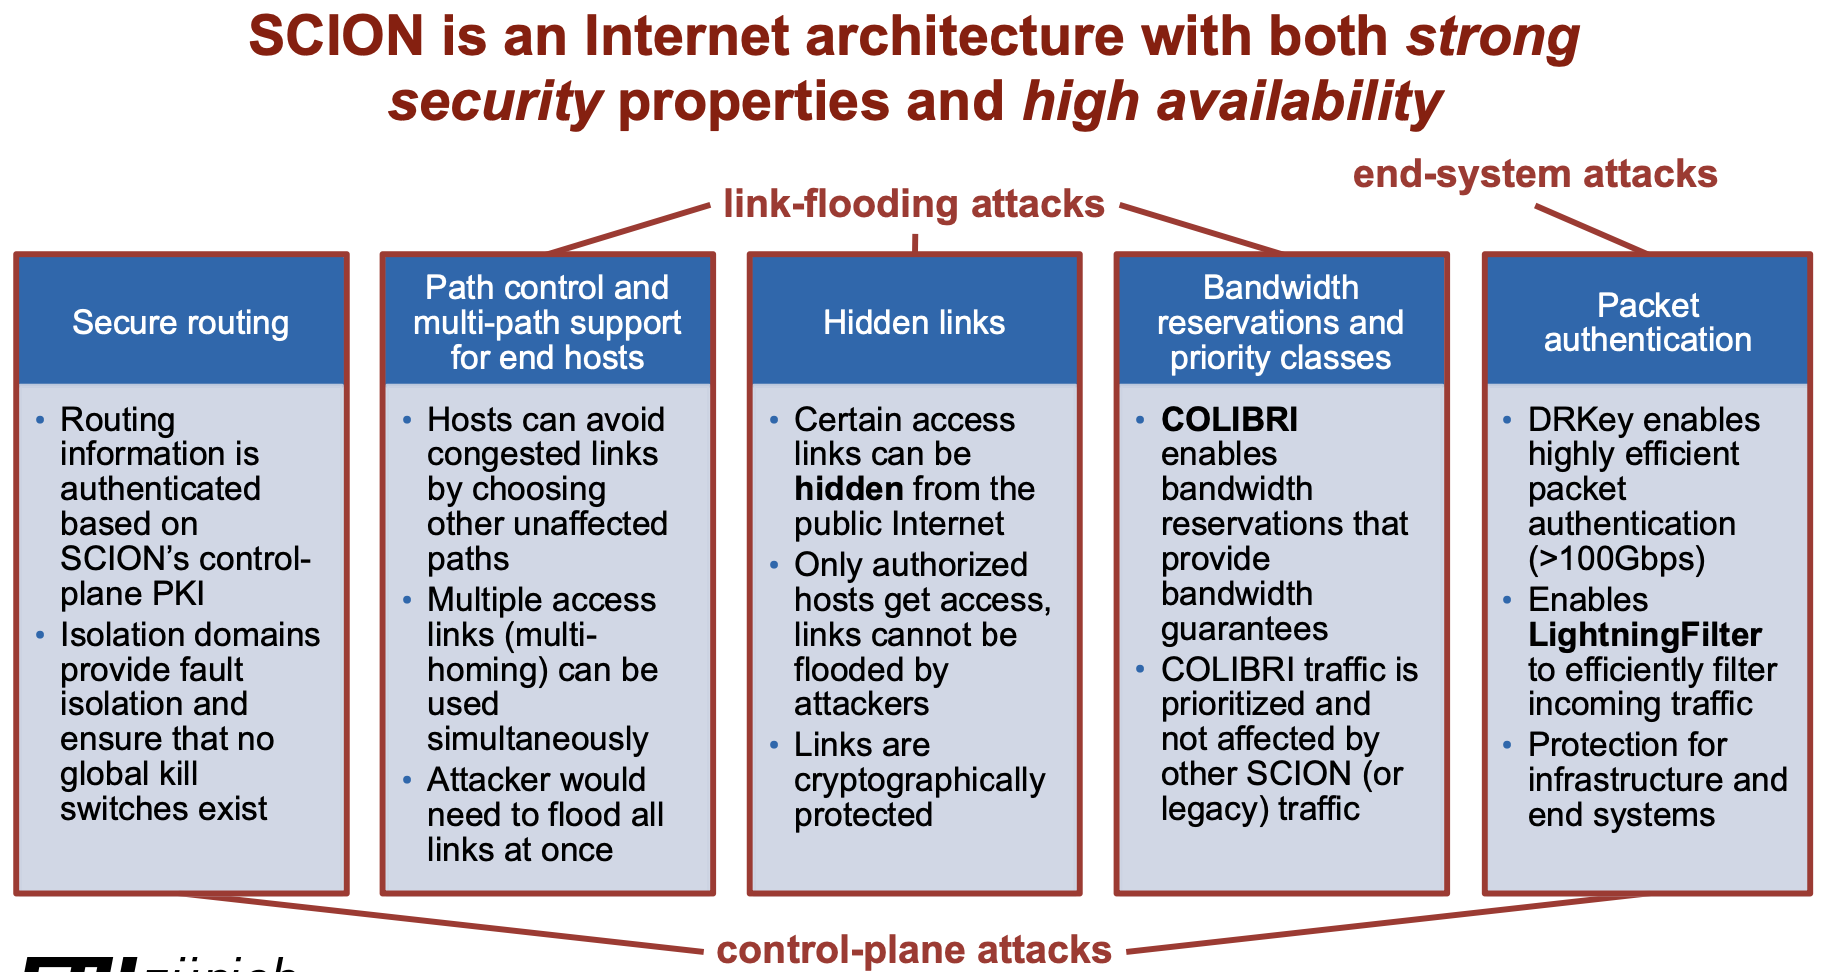 SCION is an Internet architecture with both strong
security properties and high availability
end-system attacks
link-flooding attacks
Secure routing
• Routing
information is
authenticated
based on
SCION’s control-
plane PKI
• Isolation domains
provide fault
isolation and
ensure that no
global kill
switches exist
Path control and
multi-path support
for end hosts
• Hosts can avoid
congested links
by choosing
other unaffected
paths
• Multiple access
links (multi-
homing) can be
used
simultaneously
• Attacker would
need to flood all
links at once
Hidden links
• Certain access
links can be
hidden from the
public Internet
• Only authorized
hosts get access,
links cannot be
flooded by
attackers
• Links are
cryptographically
protected
Bandwidth
reservations and
priority classes
• COLIBRI
enables
bandwidth
reservations that
provide
bandwidth
guarantees
• COLIBRI traffic is
prioritized and
not affected by
other SCION (or
legacy) traffic
Packet
authentication
• DRKey enables
highly efficient
packet
authentication
(>100Gbps)
• Enables
LightningFilter
to efficiently filter
incoming traffic
• Protection for
infrastructure and
end systems
control-plane attacks